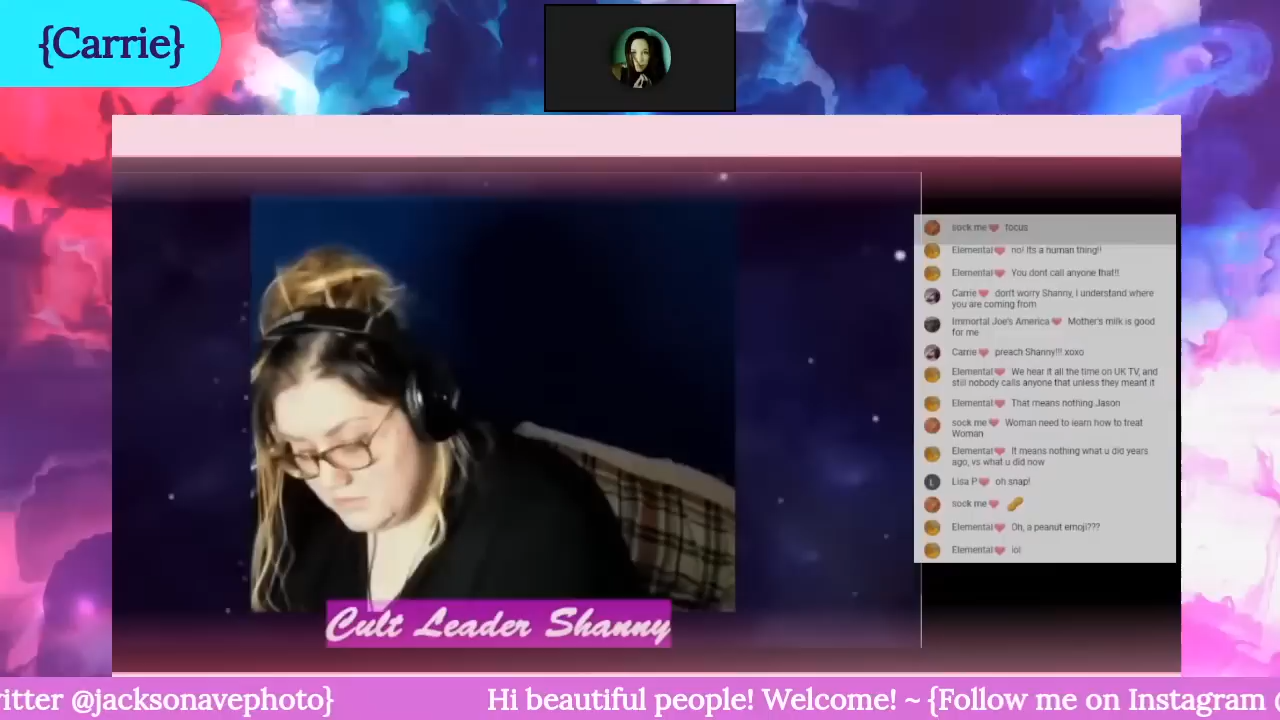 {Carrie}
sock me focus
Elemental no! Its a human thing!!
Elemental You dont call anyone that!!
Carrie don't worry Shanny, i understand where
you are coming from
Immortal Joe's America Mother's milk is good
for me
Carrie preach Shanny!!! xoxo
Elemental We hear it all the time on UK TV, and
still nobody calls anyone that unless they meant it
Elemental That means nothing Jason
sock me Woman need to learn how to treat
Woman
Elemental It means nothing what u did years
ago, vs what u did now
L
Lisa P oh snap!
sock me
Elemental Oh, a peanut emoji???
Elemental lol
Cult Leader Shanny
itter @jacksonavephoto} Hi beautiful people! Welcome! ~ {Follow me on Instagram